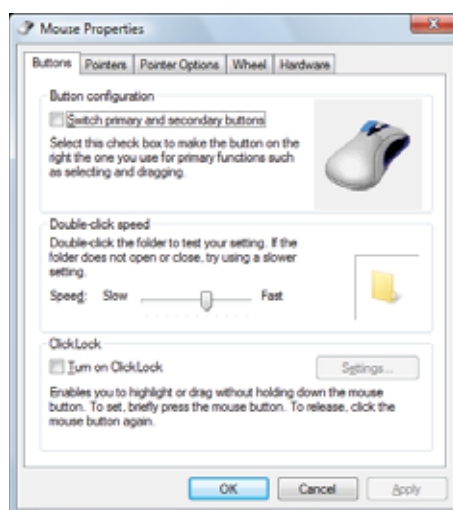 Mouse Properties
Buttons Pointers Pointer Options Wheel Hardware
Button configuration
Switch primary and secondary buttons
Select this check box to make the button on the
right the one you use for primary functions such
as selecting and dragging.
Double-click speed
Double-click the folder to test your setting. If the
folder does not open or close, try using a slower
setting.
Speed: Slow Fast
ClickLock
Turn on ClickLock Settings...
Enables you to highlight or drag without holding down the mouse
button. To set, briefly press the mouse button. To release, click the
mouse button again.
OK Cancel Apply